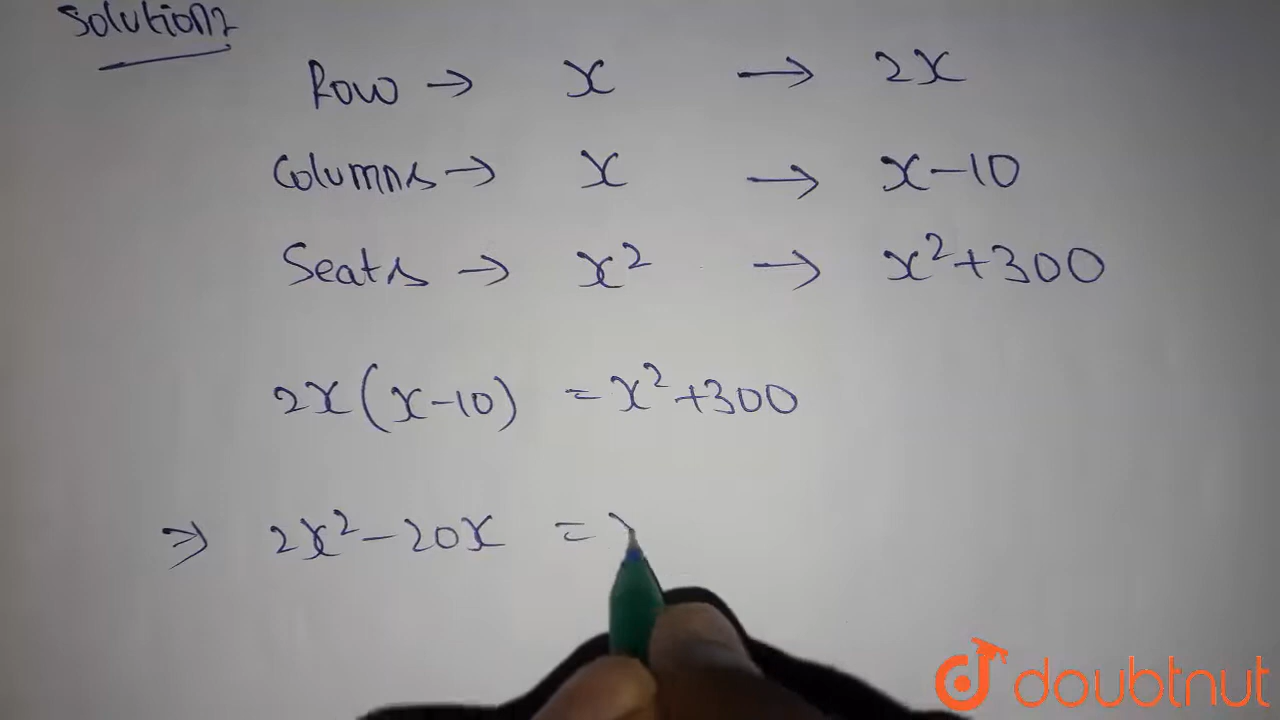 Solution:
Row → x → 2x
Columns → x → x-10
Seats → x² → x²+300
2x(x-10) = x²+300
⇒ 2x²-20x =
doubtnut